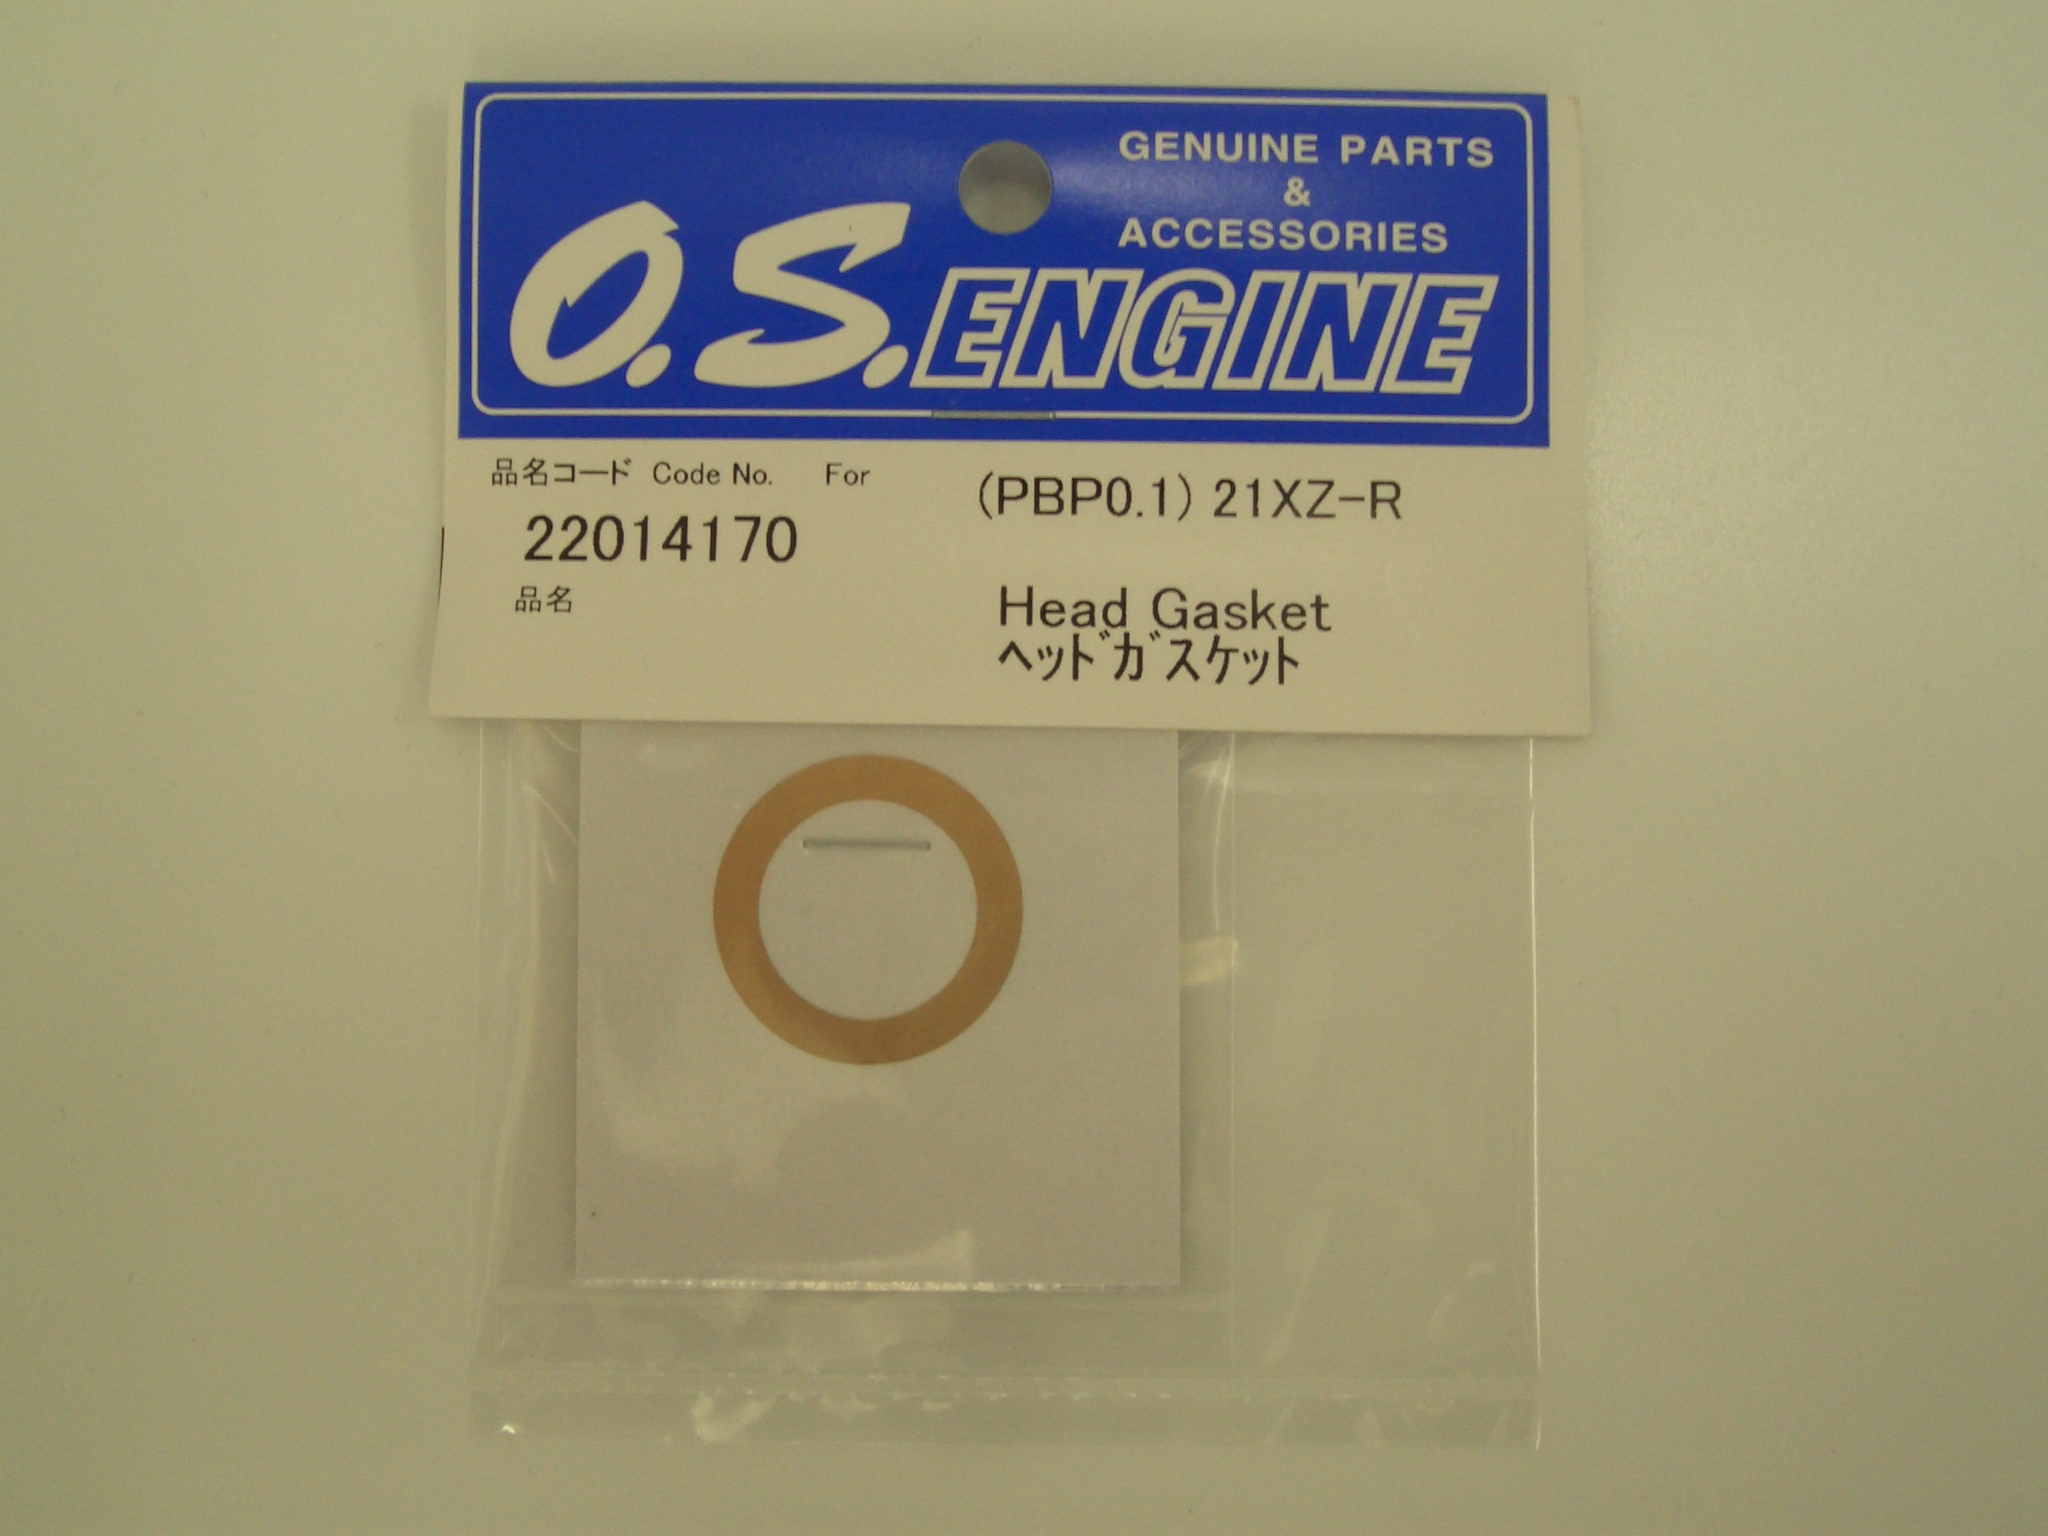 GENUINE PARTS
&
ACCESSORIES
O.S.ENGINE
品名コード Code No. For
(PBP0.1) 21XZ-R
22014170
品名
Head Gasket
ﾍｯﾄﾞｶﾞｽｹｯﾄ